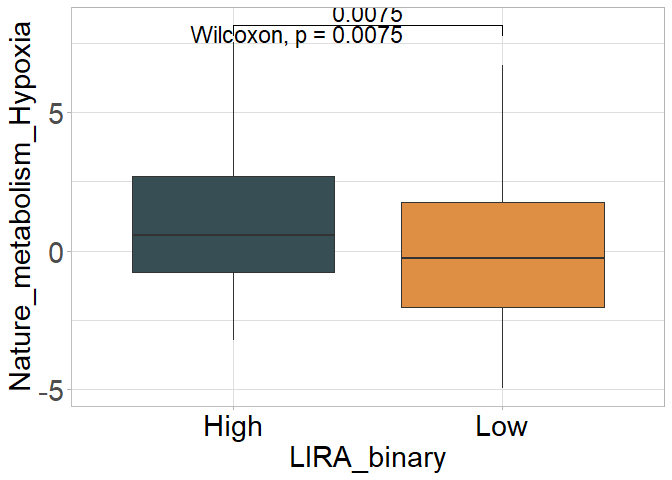 0.0075
Wilcoxon, p = 0.0075
Nature_metabolism_Hypoxia
5
0
-5
High Low
LIRA_binary